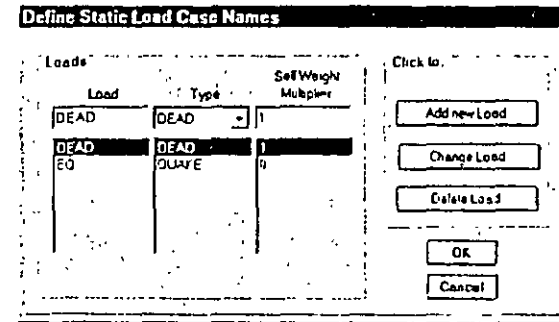 Define Static Load Case Names
Loads
Click to:
Load Type Self Weight Multiplier
DEAD DEAD 1
DEAD DEAD 1
EQ QUAKE 0
Add new Load
Change Load
Delete Load
OK
Cancel